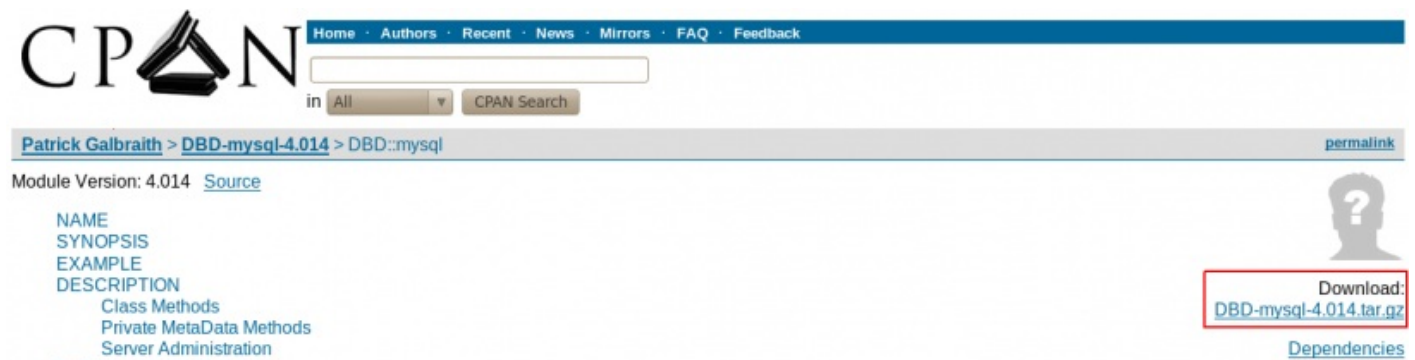 CPAN
Home · Authors · Recent · News · Mirrors · FAQ · Feedback
in All CPAN Search
Patrick Galbraith > DBD-mysql-4.014 > DBD::mysql
permalink
Module Version: 4.014 Source
NAME
SYNOPSIS
EXAMPLE
DESCRIPTION
Class Methods
Private MetaData Methods
Server Administration
?
Download:
DBD-mysql-4.014.tar.gz
Dependencies